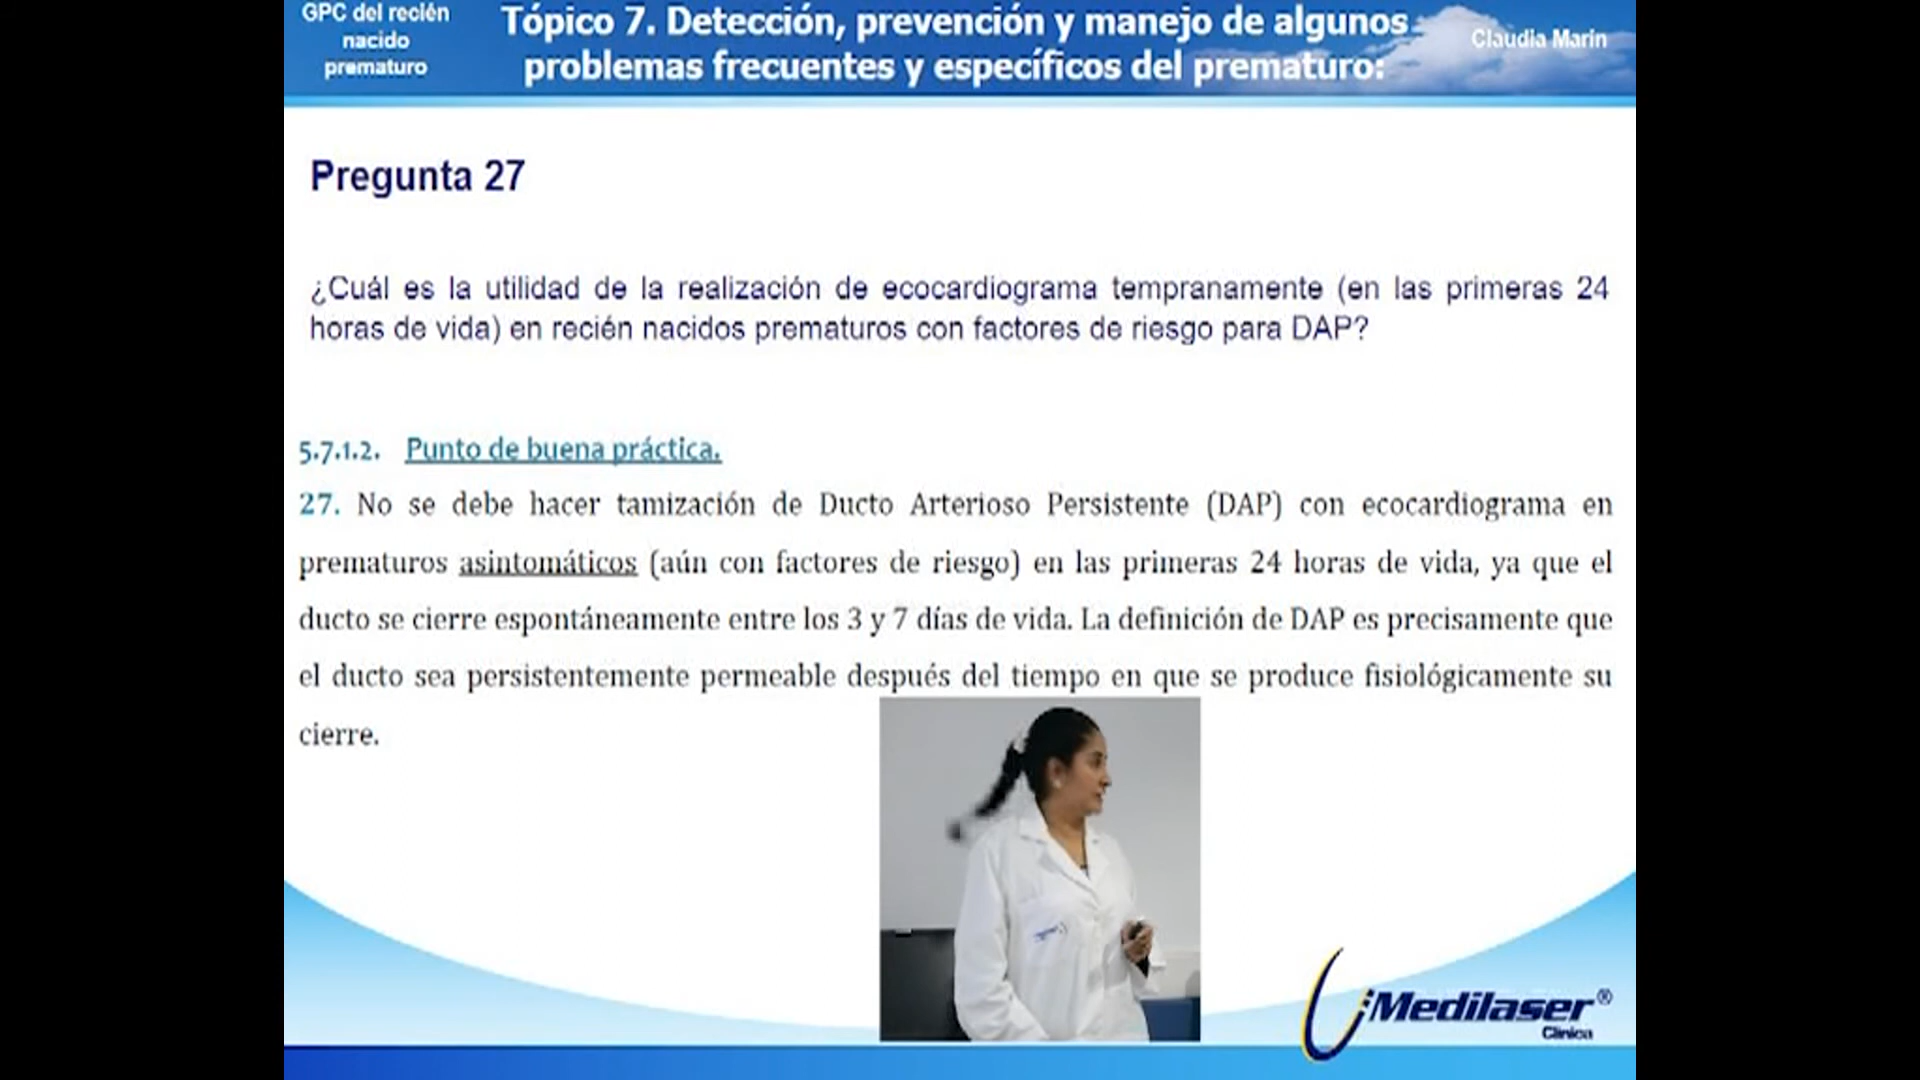 GPC del recién
nacido
prematuro
Tópico 7. Detección, prevención y manejo de algunos
problemas frecuentes y específicos del prematuro:
Claudia Marin
Pregunta 27
¿Cuál es la utilidad de la realización de ecocardiograma tempranamente (en las primeras 24
horas de vida) en recién nacidos prematuros con factores de riesgo para DAP?
5.7.1.2. Punto de buena práctica.
27. No se debe hacer tamización de Ducto Arterioso Persistente (DAP) con ecocardiograma en
prematuros asintomáticos (aún con factores de riesgo) en las primeras 24 horas de vida, ya que el
ducto se cierre espontáneamente entre los 3 y 7 días de vida. La definición de DAP es precisamente que
el ducto sea persistentemente permeable después del tiempo en que se produce fisiológicamente su
cierre.
Medilaser®
Clínica